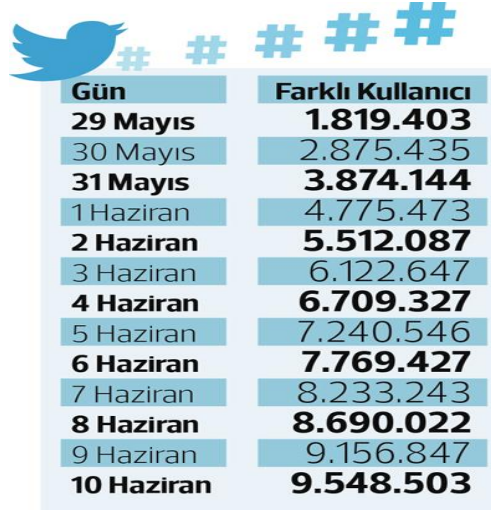 # # # # #
Gün Farklı Kullanıcı
29 Mayıs 1.819.403
30 Mayıs 2.875.435
31 Mayıs 3.874.144
1 Haziran 4.775.473
2 Haziran 5.512.087
3 Haziran 6.122.647
4 Haziran 6.709.327
5 Haziran 7.240.546
6 Haziran 7.769.427
7 Haziran 8.233.243
8 Haziran 8.690.022
9 Haziran 9.156.847
10 Haziran 9.548.503